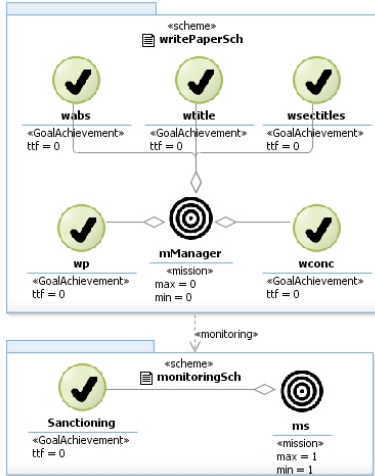 «scheme»
writePaperSch
wabs
«GoalAchievement»
ttf = 0
wtitle
«GoalAchievement»
ttf = 0
wsectitles
«GoalAchievement»
ttf = 0
wp
«GoalAchievement»
ttf = 0
mManager
«mission»
max = 0
min = 0
wconc
«GoalAchievement»
ttf = 0
«monitoring»
«scheme»
monitoringSch
Sanctioning
«GoalAchievement»
ttf = 0
ms
«mission»
max = 1
min = 1